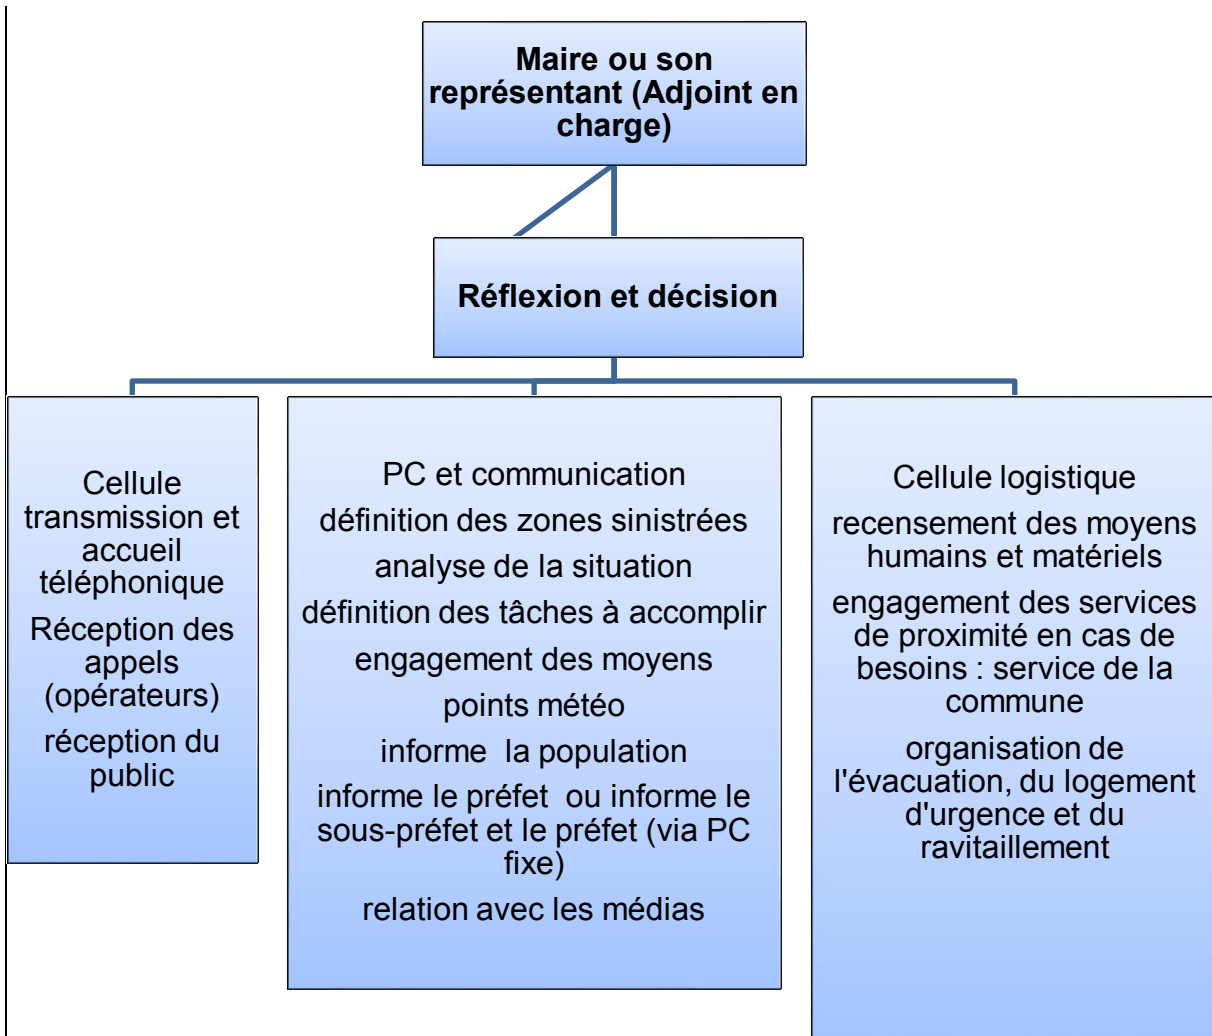 Maire ou son
représentant (Adjoint en
charge)
Réflexion et décision
Cellule
transmission et
accueil
téléphonique
Réception des
appels
(opérateurs)
réception du
public
PC et communication
définition des zones sinistrées
analyse de la situation
définition des tâches à accomplir
engagement des moyens
points météo
informe  la population
informe le préfet  ou informe le
sous-préfet et le préfet (via PC
fixe)
relation avec les médias
Cellule logistique
recensement des moyens
humains et matériels
engagement des services
de proximité en cas de
besoins : service de la
commune
organisation de
l'évacuation, du logement
d'urgence et du
ravitaillement